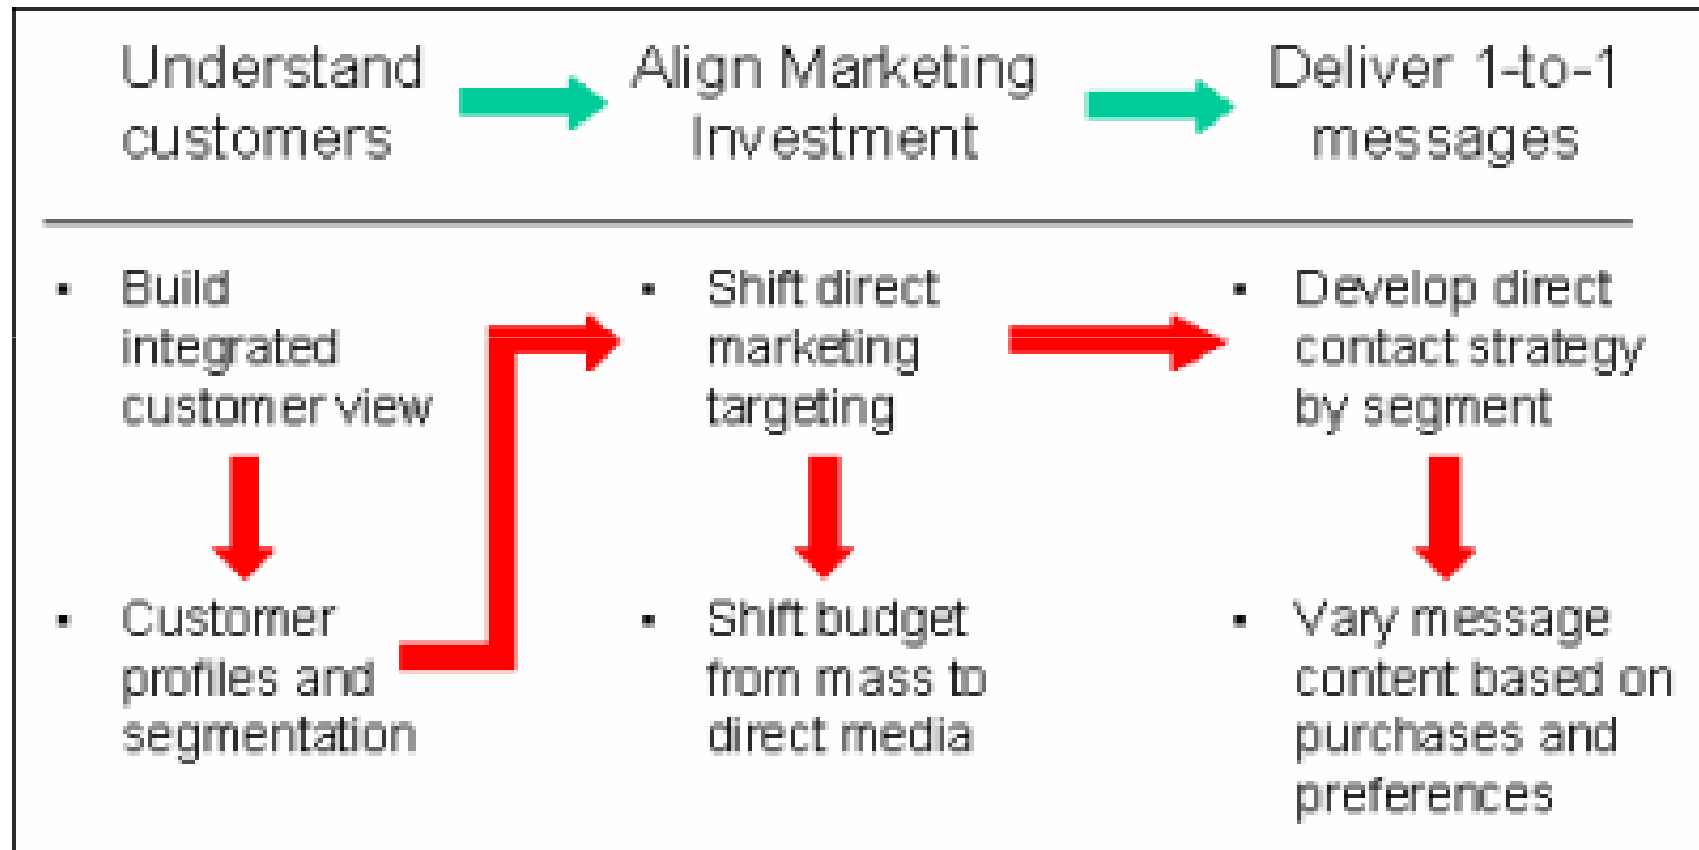 Understand
customers
Align Marketing
Investment
Deliver 1-to-1
messages
▪ Build
integrated
customer view
▪ Customer
profiles and
segmentation
▪ Shift direct
marketing
targeting
▪ Shift budget
from mass to
direct media
▪ Develop direct
contact strategy
by segment
▪ Vary message
content based on
purchases and
preferences